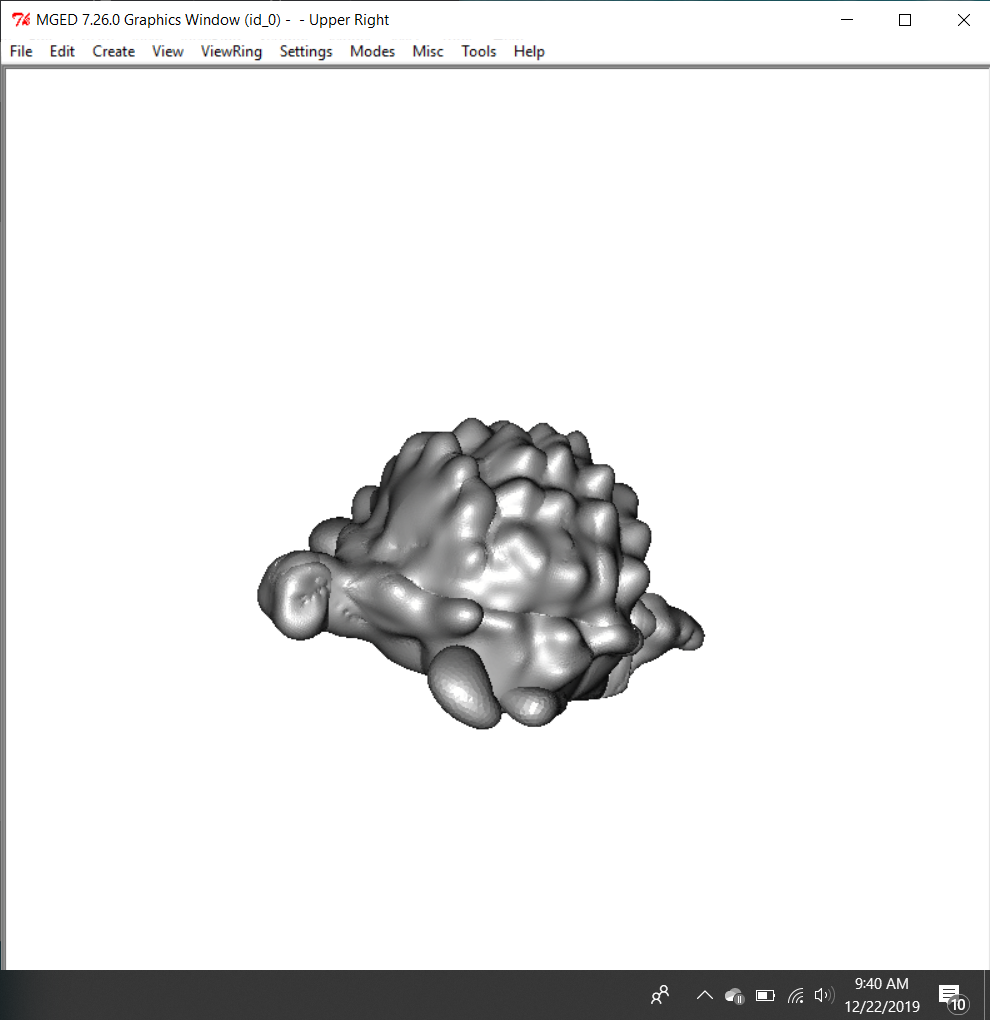 MGED 7.26.0 Graphics Window (id_0) - - Upper Right
File Edit Create View ViewRing Settings Modes Misc Tools Help
9:40 AM
12/22/2019
10